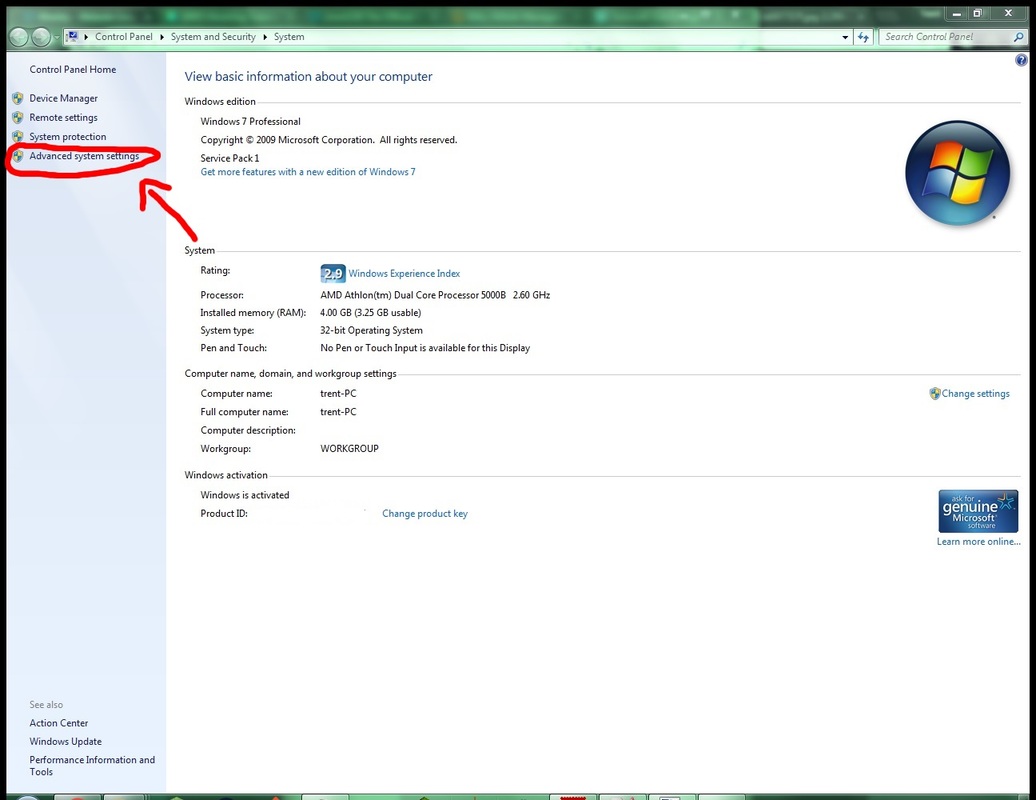 Control Panel System and Security System
Search Control Panel
Control Panel Home
Device Manager
Remote settings
System protection
Advanced system settings
View basic information about your computer
Windows edition
Windows 7 Professional
Copyright © 2009 Microsoft Corporation. All rights reserved.
Service Pack 1
Get more features with a new edition of Windows 7
System
Rating: 2.9 Windows Experience Index
Processor: AMD Athlon(tm) Dual Core Processor 5000B 2.60 GHz
Installed memory (RAM): 4.00 GB (3.25 GB usable)
System type: 32-bit Operating System
Pen and Touch: No Pen or Touch Input is available for this Display
Computer name, domain, and workgroup settings
Computer name: trent-PC
Change settings
Full computer name: trent-PC
Computer description:
Workgroup: WORKGROUP
Windows activation
Windows is activated
Product ID: Change product key
ask for
genuine
Microsoft
software
Learn more online...
See also
Action Center
Windows Update
Performance Information and
Tools